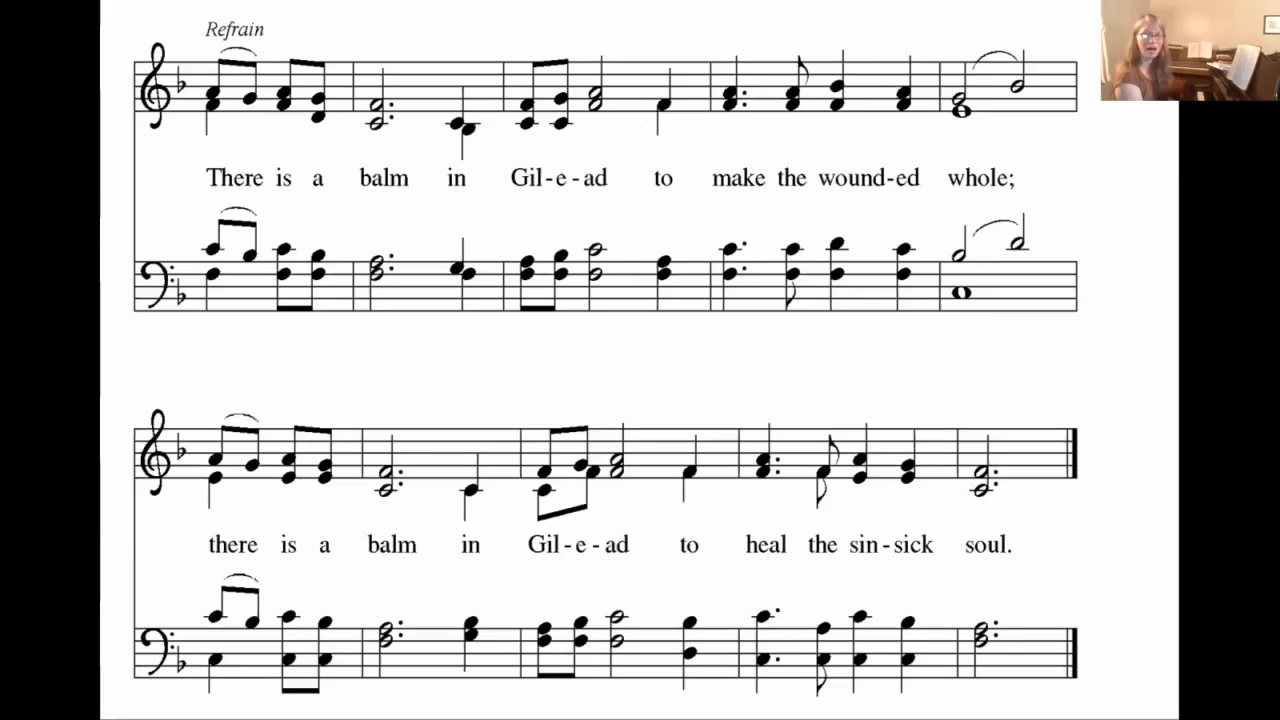 Refrain
There is a balm in Gil-e-ad to make the wound-ed whole;
there is a balm in Gil-e-ad to heal the sin-sick soul.